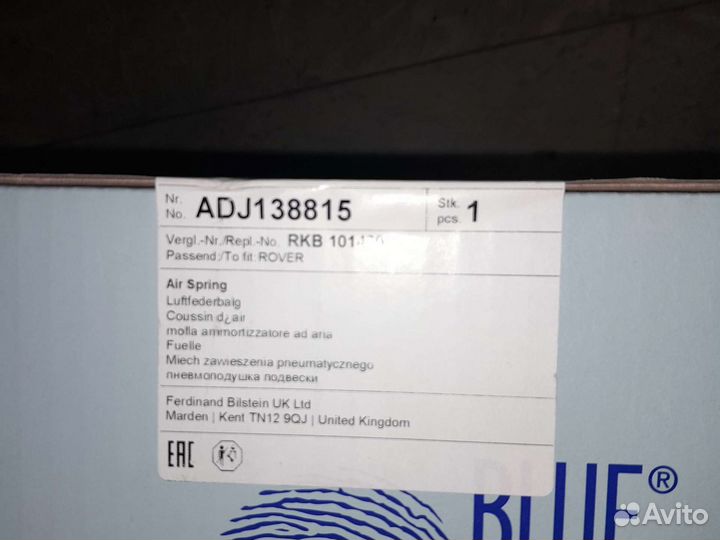 Nr. No. ADJ138815 Stk. pcs. 1
Vergl.-Nr./Repl.-No. RKB
Passend:/To fit: ROVER
Air Spring
Luftfederbalg
Coussin d¿air
molla ammortizzatore ad aria
Fuelle
Miech zawieszenia pneumatycznego
пневмоподушка подвески
Ferdinand Bilstein UK Ltd
Marden | Kent TN12 9QJ | United Kingdom
EAC
BLUE®
Avito